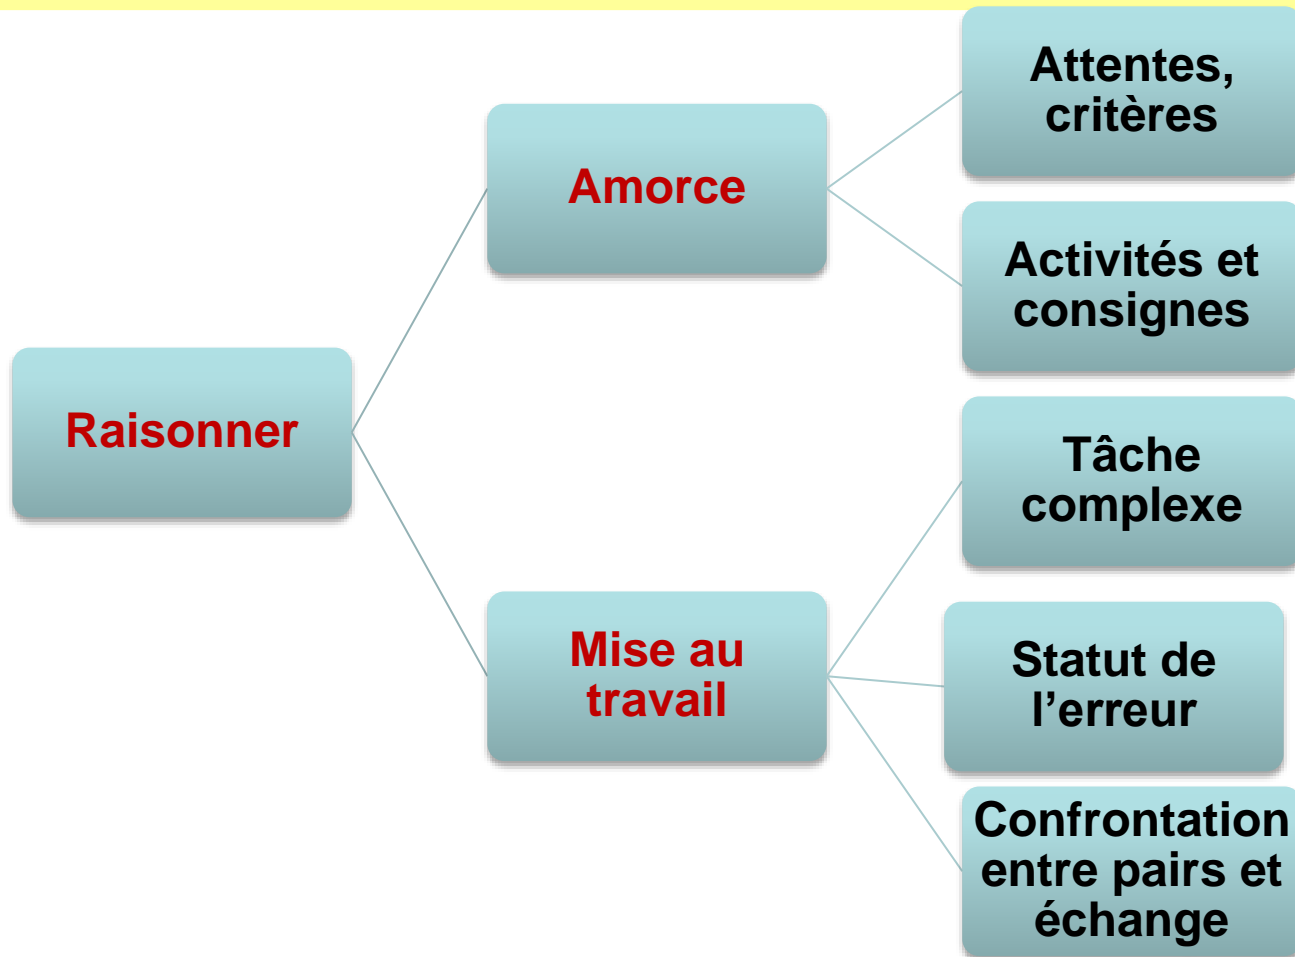 Raisonner
Amorce
Attentes,
critères
Activités et
consignes
Mise au
travail
Tâche
complexe
Statut de
l’erreur
Confrontation
entre pairs et
échange